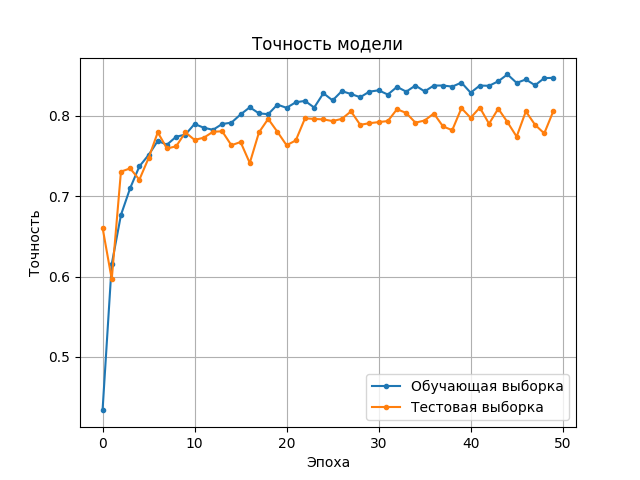 Точность модели
Точность
0.8
0.7
0.6
0.5
0 10 20 30 40 50
Эпоха
Обучающая выборка
Тестовая выборка